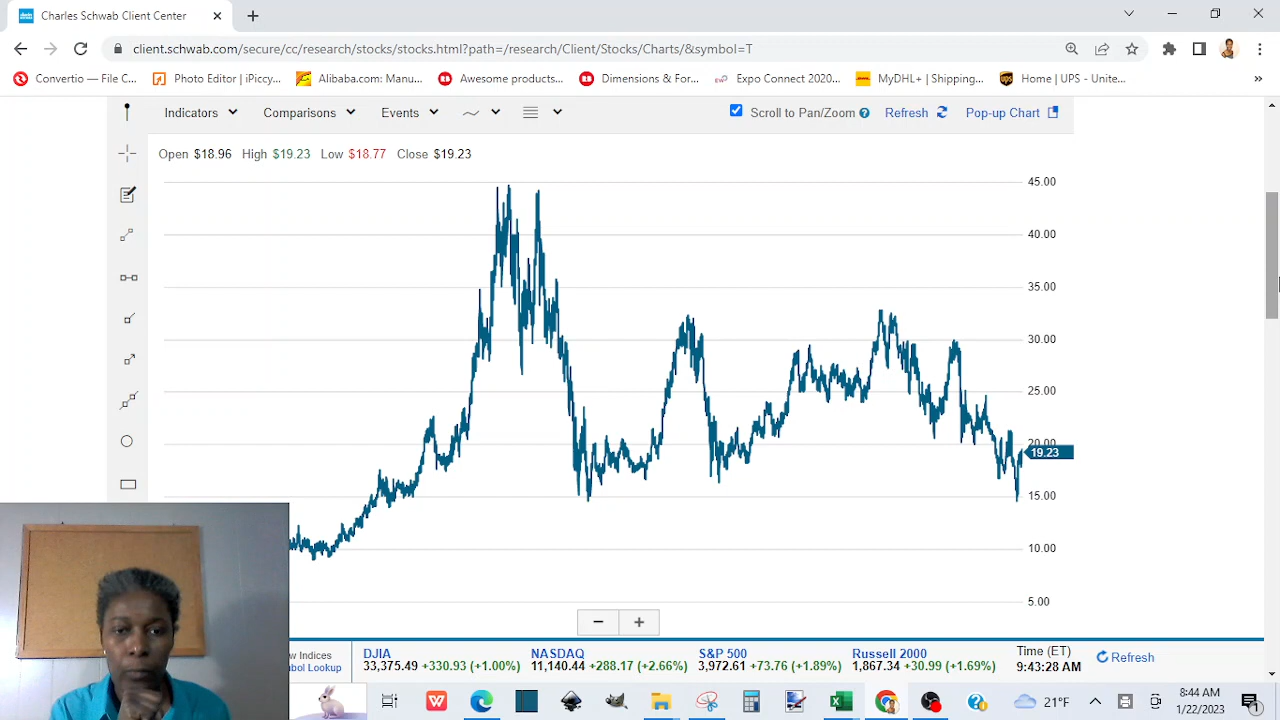 Charles Schwab Client Center
client.schwab.com/secure/cc/research/stocks/stocks.html?path=/research/Client/Stocks/Charts/&symbol=T
Convertio — File C...
Photo Editor | iPiccy...
Alibaba.com: Manu...
Awesome products...
Dimensions & For...
Expo Connect 2020...
MyDHL+ | Shipping...
Home | UPS - Unite...
»
Indicators
Comparisons
Events
Scroll to Pan/Zoom
Refresh
Pop-up Chart
Open $18.96 High $19.23 Low $18.77 Close $19.23
45.00
40.00
35.00
30.00
25.00
20.00
19.23
15.00
10.00
5.00
− +
w Indices
bol Lookup
DJIA
33,375.49 +330.93 (+1.00%)
NASDAQ
11,140.44 +288.17 (+2.66%)
S&P 500
3,972.61 +73.76 (+1.89%)
Russell 2000
1,867.34 +30.99 (+1.69%)
Time (ET)
9:43:28 AM
Refresh
21°F
8:44 AM
1/22/2023
1